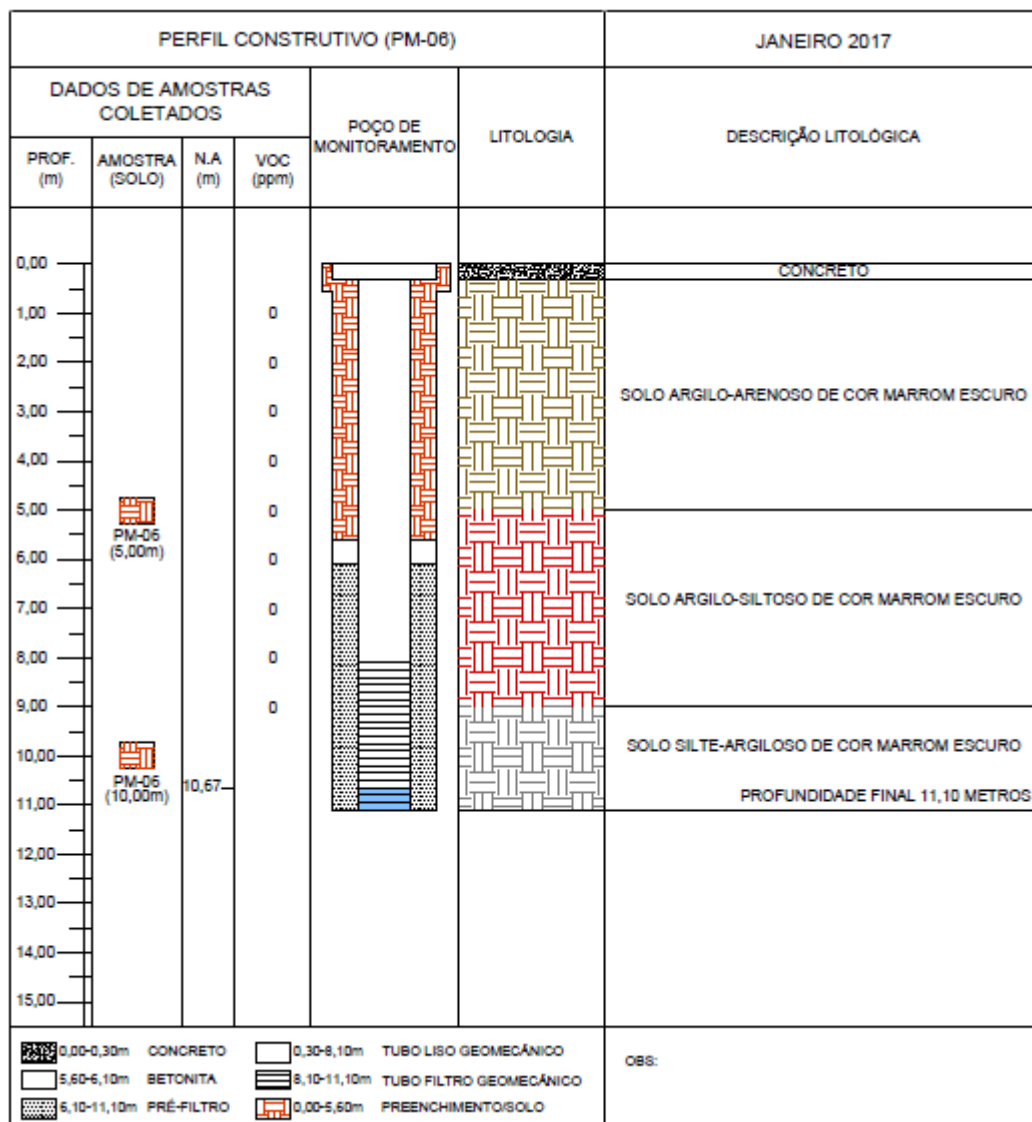 PERFIL CONSTRUTIVO (PM-06)
JANEIRO 2017
DADOS DE AMOSTRAS
COLETADOS
POÇO DE
MONITORAMENTO
LITOLOGIA
DESCRIÇÃO LITOLÓGICA
PROF.
(m)
AMOSTRA
(SOLO)
N.A
(m)
VOC
(ppm)
0,00
CONCRETO
1,00 0
2,00 0
3,00 0
SOLO ARGILO-ARENOSO DE COR MARROM ESCURO
4,00 0
5,00 0
PM-06
(5,00m)
6,00 0
7,00 0
SOLO ARGILO-SILTOSO DE COR MARROM ESCURO
8,00 0
9,00 0
10,00
SOLO SILTE-ARGILOSO DE COR MARROM ESCURO
PM-06
(10,00m)
10,67
11,00
PROFUNDIDADE FINAL 11,10 METROS
12,00
13,00
14,00
15,00
0,00-0,30m CONCRETO
0,30-8,10m TUBO LISO GEOMECÂNICO
OBS:
5,60-6,10m BETONITA
8,10-11,10m TUBO FILTRO GEOMECÂNICO
6,10-11,10m PRÉ-FILTRO
0,00-5,60m PREENCHIMENTO/SOLO